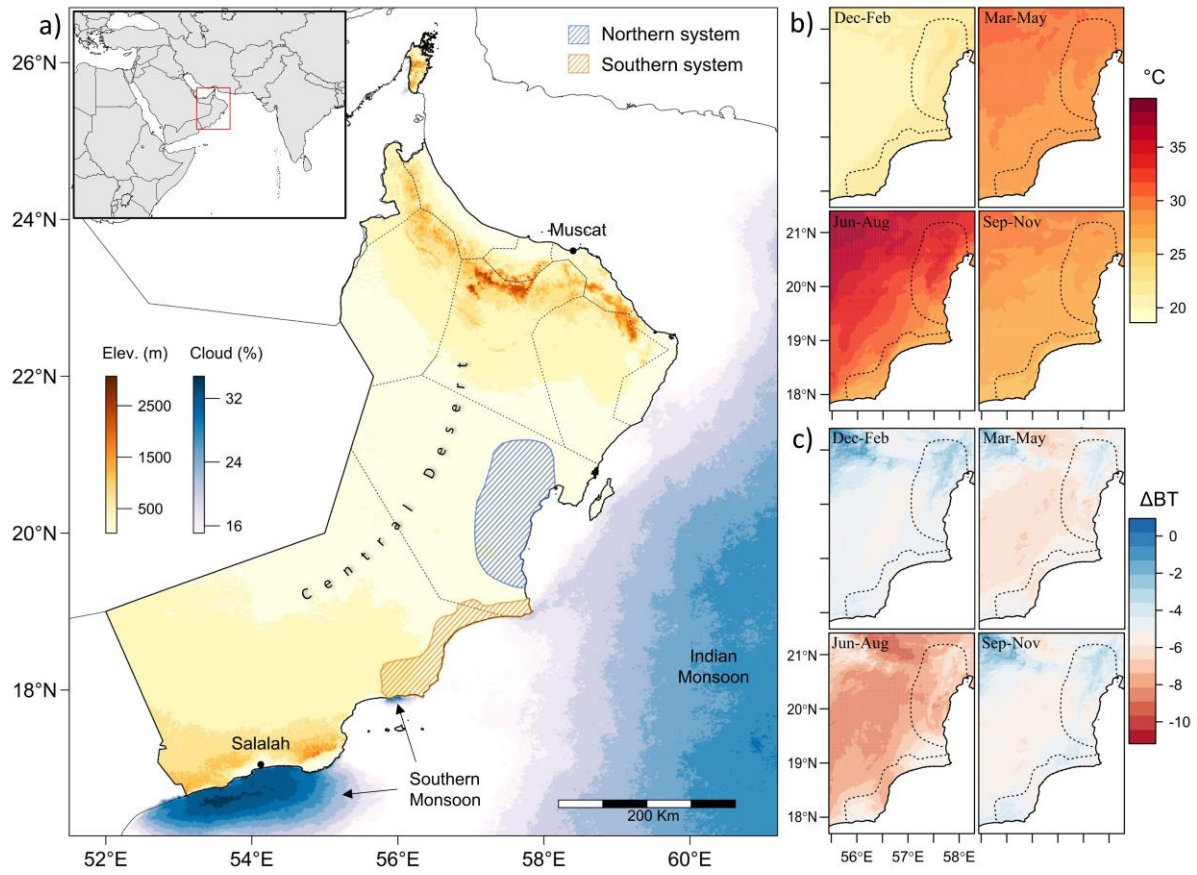 a)
Northern system
Southern system
26°N
24°N
22°N
20°N
18°N
Muscat
Elev. (m)
Cloud (%)
2500
1500
500
32
24
16
Central Desert
Indian
Monsoon
Salalah
Southern
Monsoon
200 Km
52°E
54°E
56°E
58°E
60°E
b)
Dec-Feb
Mar-May
°C
35
30
25
20
Jun-Aug
Sep-Nov
21°N
20°N
19°N
18°N
c)
Dec-Feb
Mar-May
ΔBT
0
-2
-4
-6
-8
-10
Jun-Aug
Sep-Nov
21°N
20°N
19°N
18°N
56°E
57°E
58°E